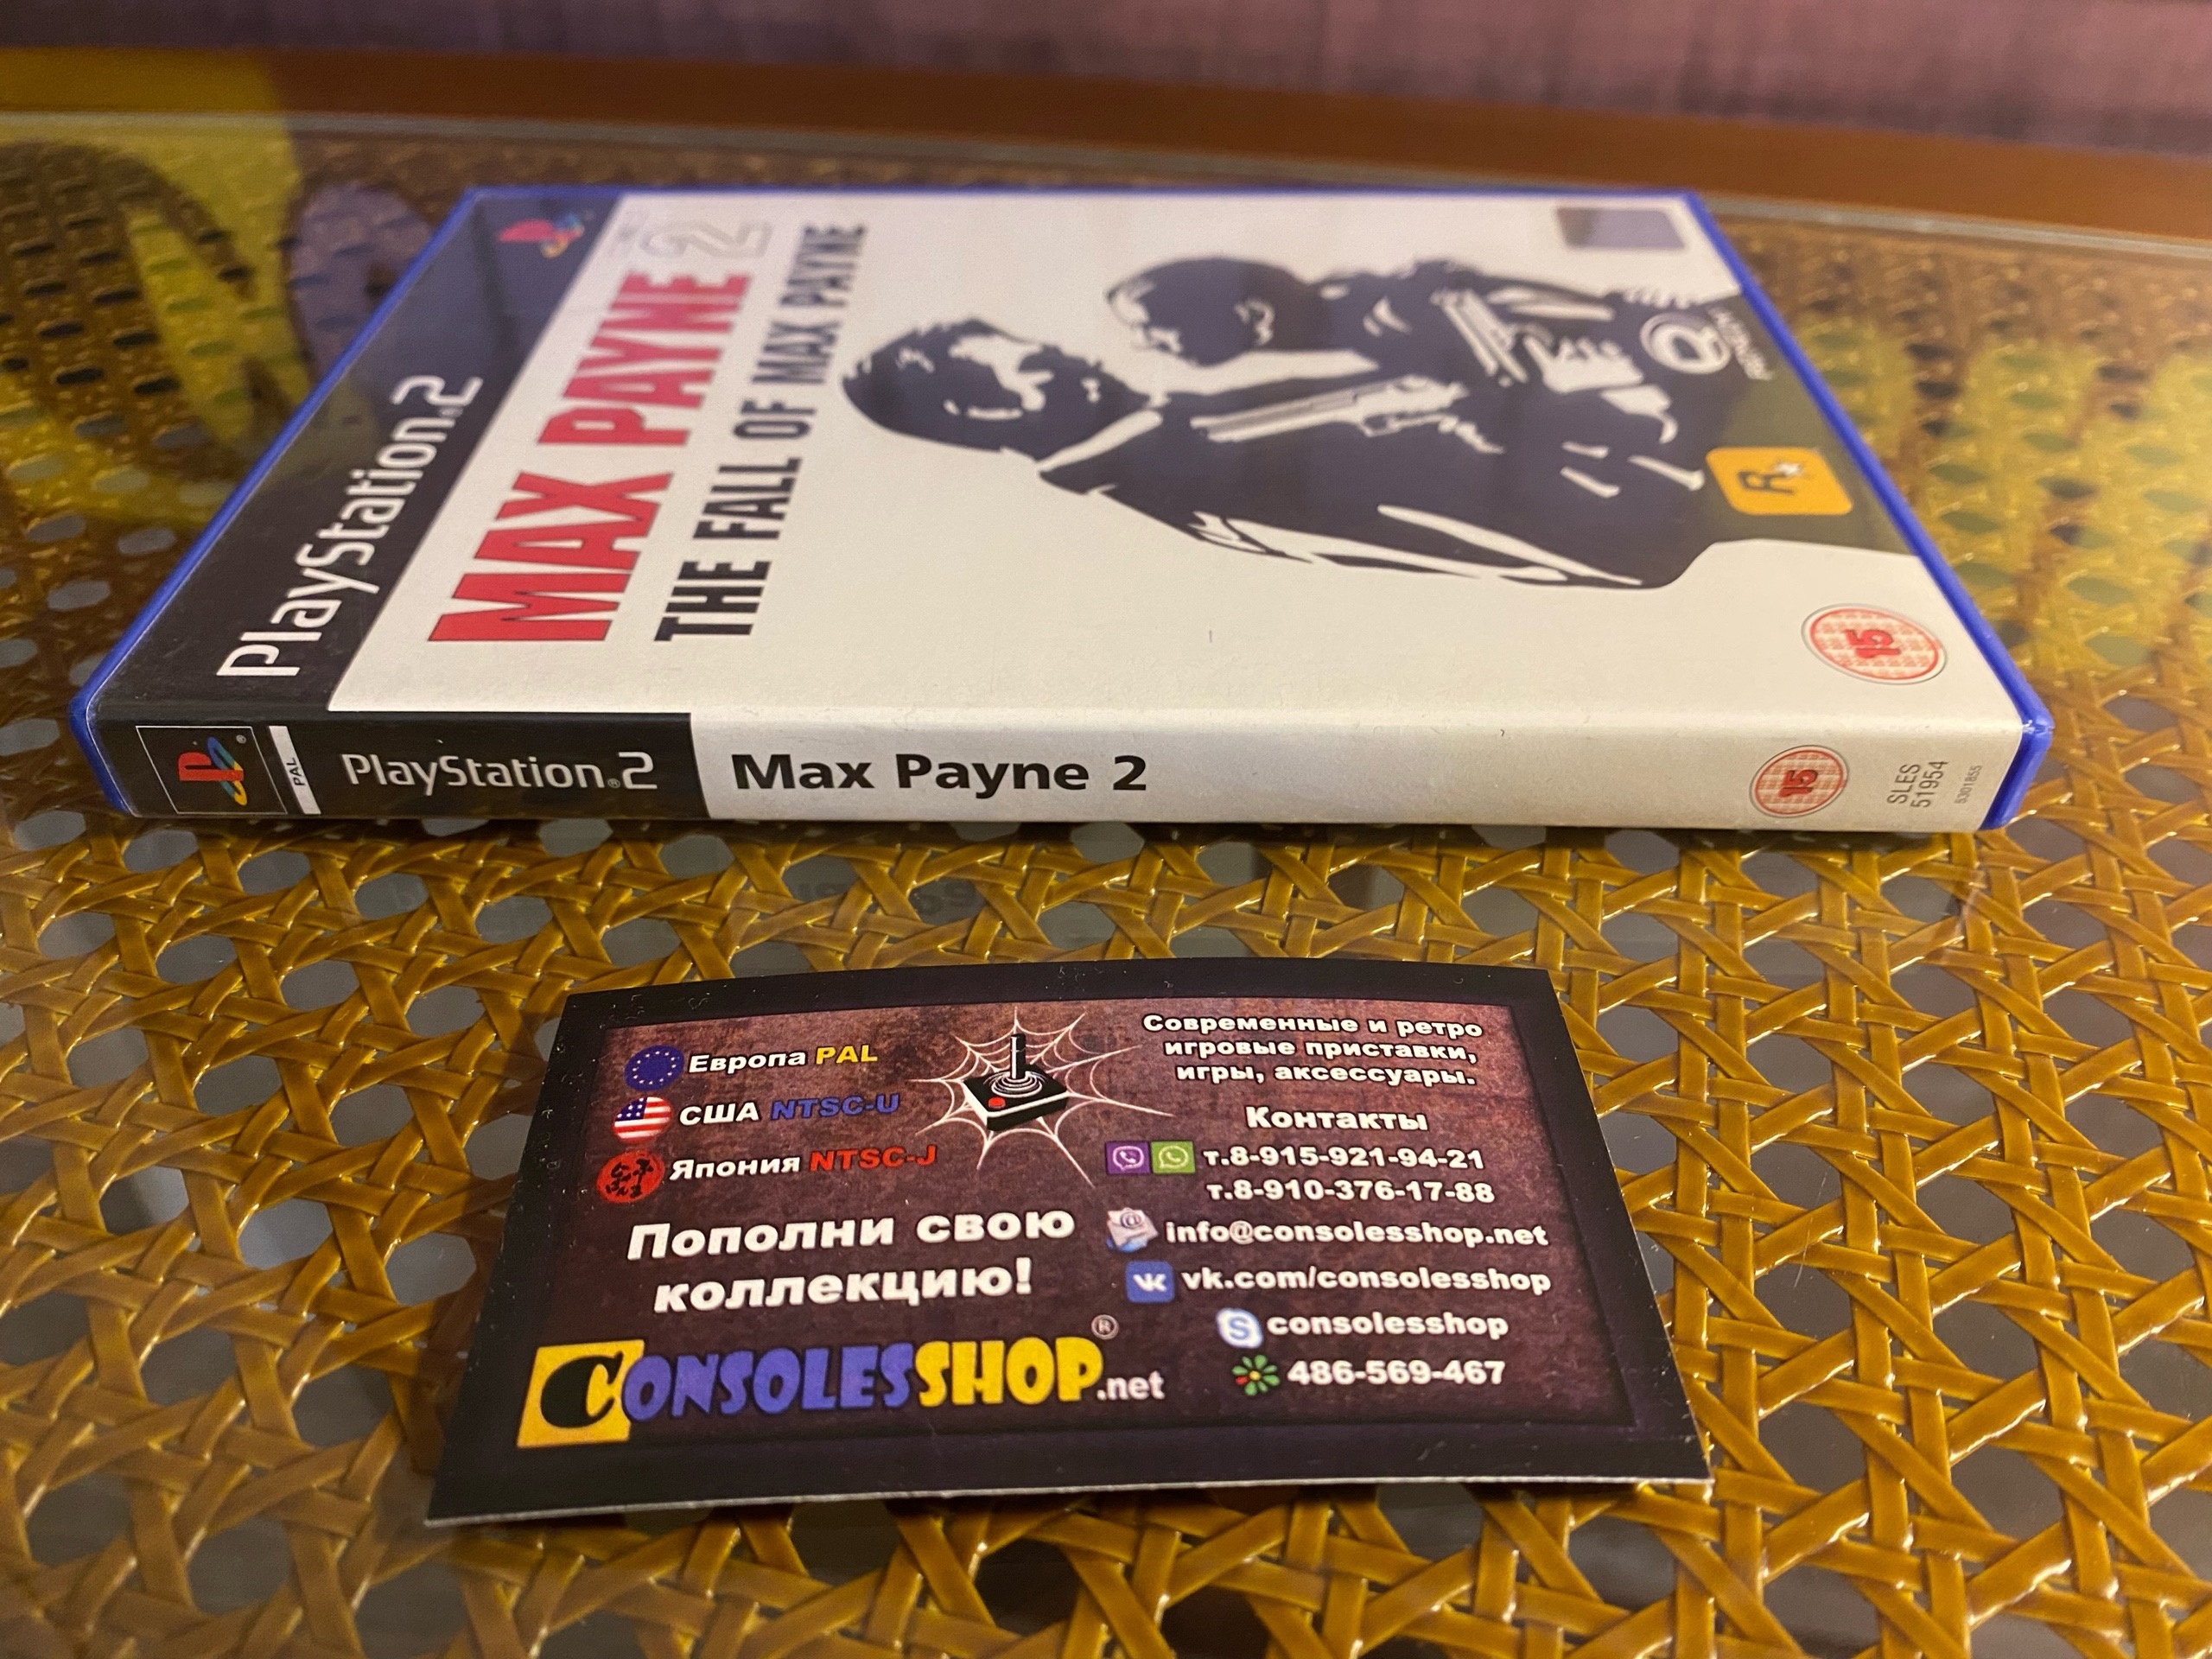 PlayStation®2
MAX PAYNE 2
THE FALL OF MAX PAYNE
REMEDY
R
15
PAL
PlayStation®2
Max Payne 2
15
SLES
51954
5301855
Европа PAL
США NTSC-U
Япония NTSC-J
Пополни свою
коллекцию!
CONSOLESSHOP.net®
Современные и ретро
игровые приставки,
игры, аксессуары.
Контакты
т.8-915-921-94-21
т.8-910-376-17-88
info@consolesshop.net
vk.com/consolesshop
consolesshop
486-569-467